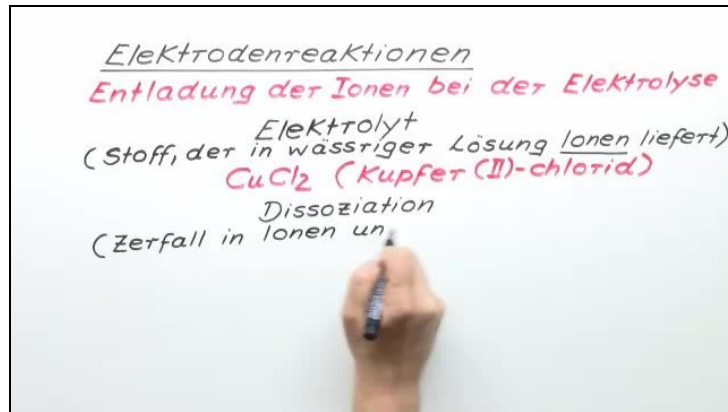 Elektrodenreaktionen
Entladung der Ionen bei der Elektrolyse
Elektrolyt
(Stoff, der in wässriger Lösung Ionen liefert)
CuCl2 (Kupfer(II)-chlorid)
Dissoziation
(Zerfall in Ionen un